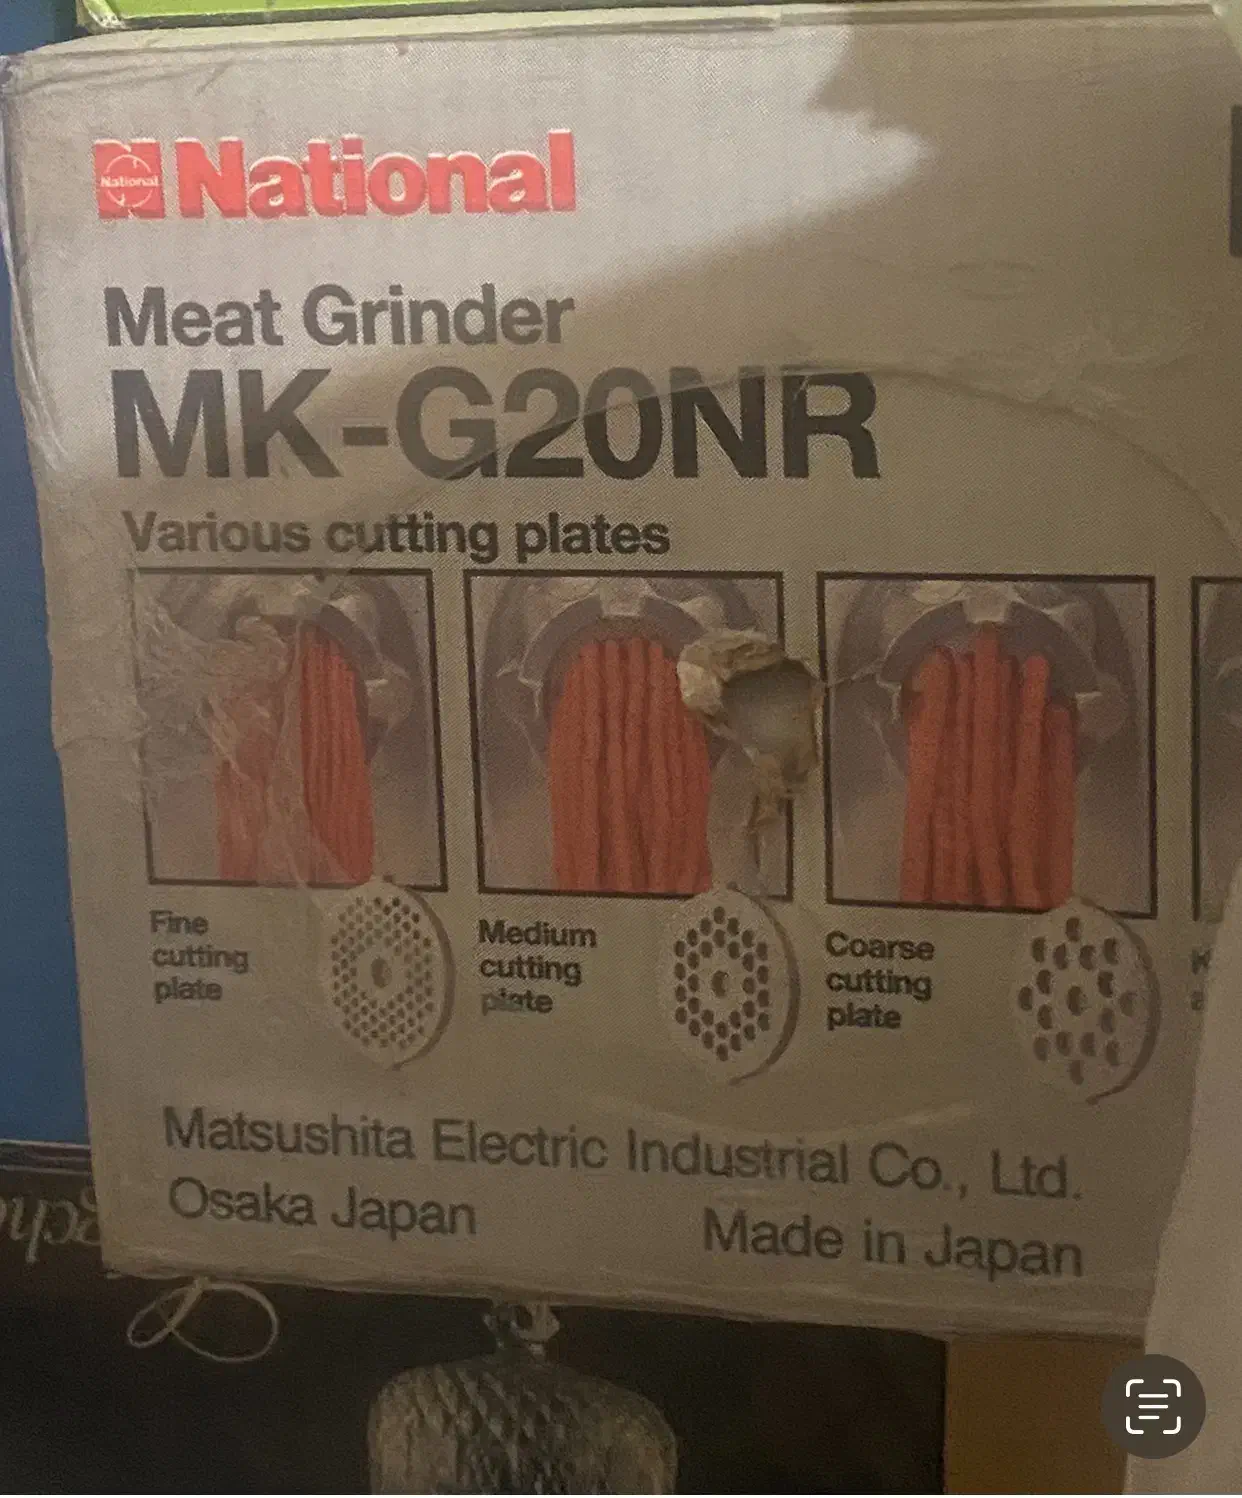 National
National
Meat Grinder
MK-G20NR
Various cutting plates
Fine
cutting
plate
Medium
cutting
plate
Coarse
cutting
plate
Matsushita Electric Industrial Co., Ltd.
Osaka Japan
Made in Japan